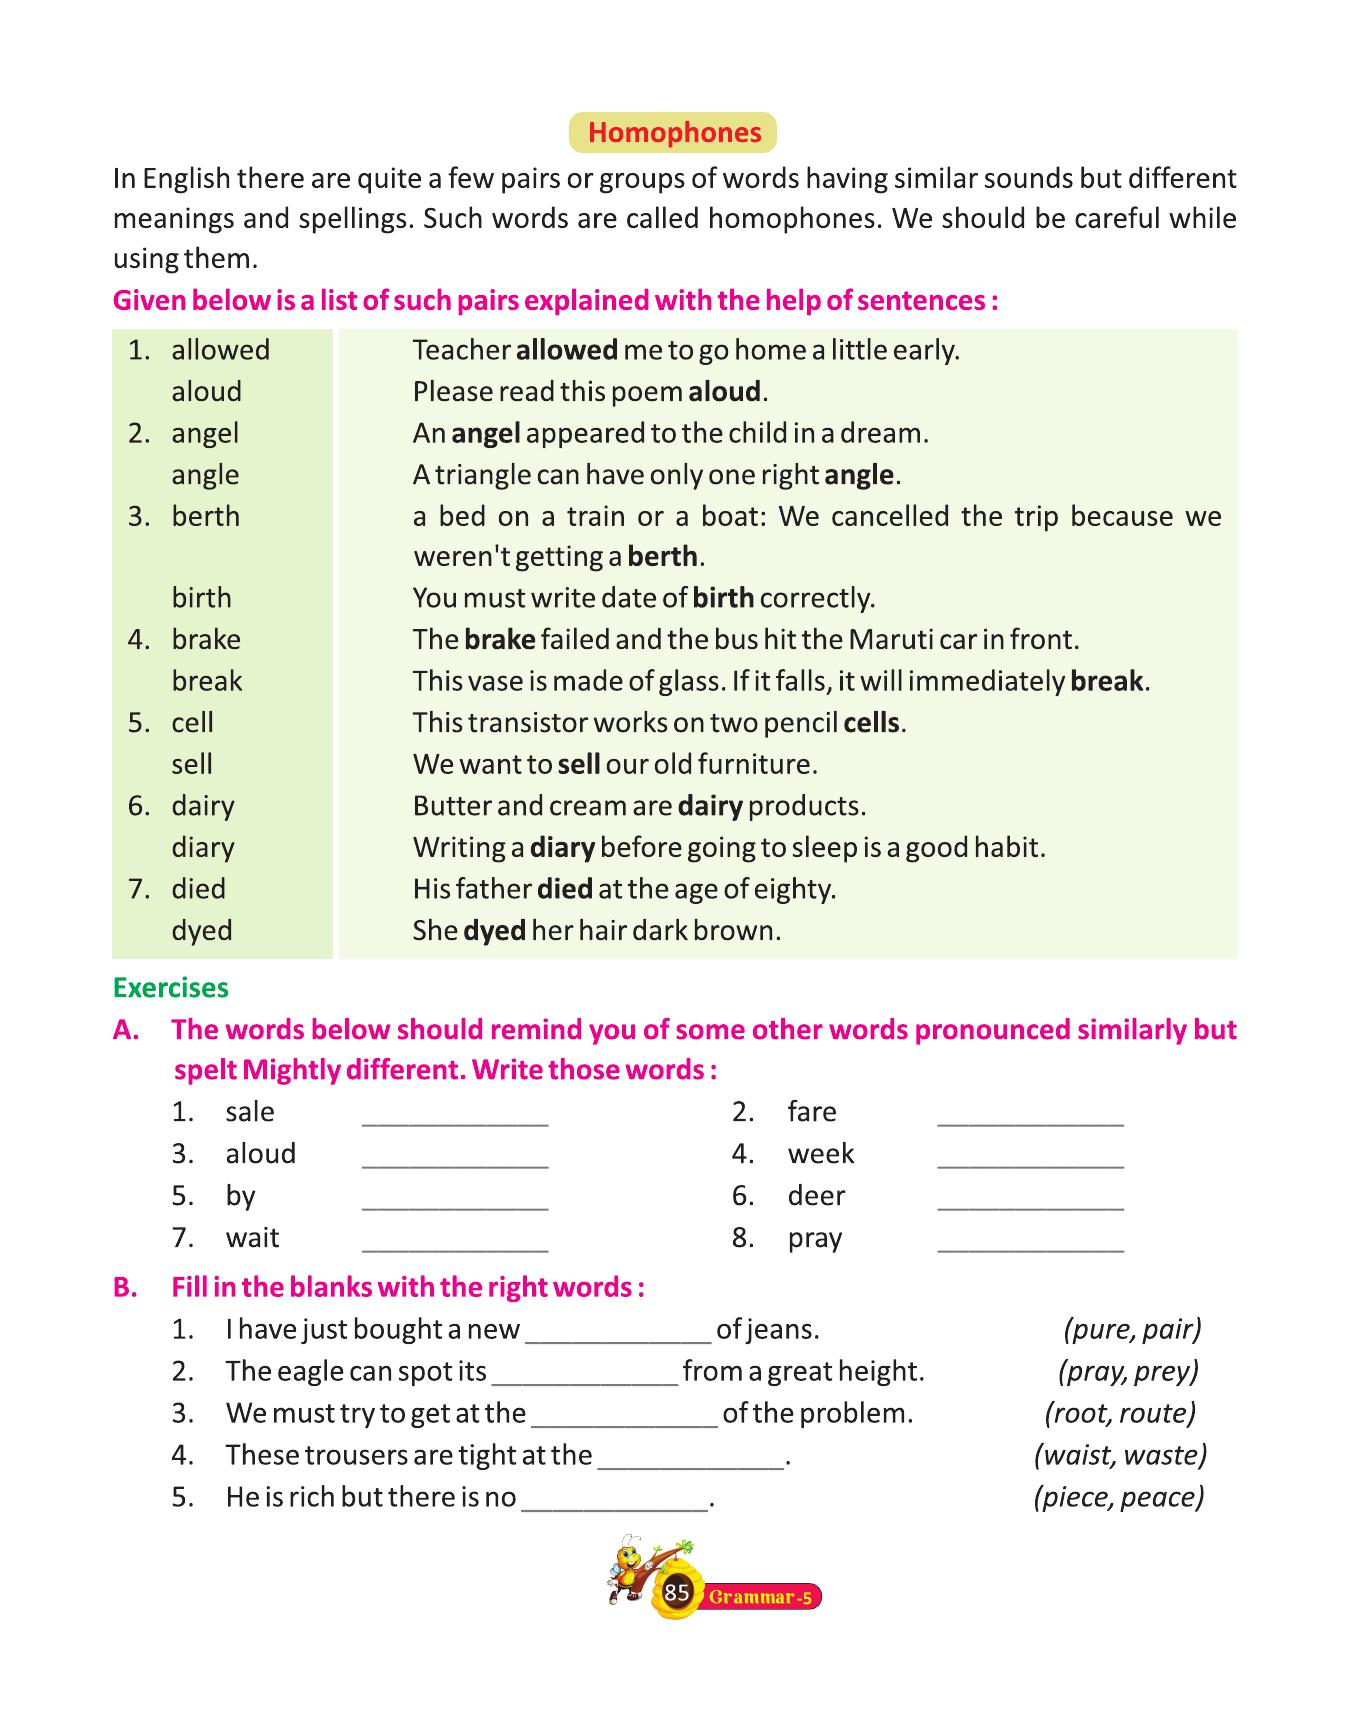 Homophones
In English there are quite a few pairs or groups of words having similar sounds but different
meanings and spellings. Such words are called homophones. We should be careful while
using them.
Given below is a list of such pairs explained with the help of sentences :
1. allowed Teacher allowed me to go home a little early.
aloud Please read this poem aloud.
2. angel An angel appeared to the child in a dream.
angle A triangle can have only one right angle.
3. berth a bed on a train or a boat: We cancelled the trip because we
weren't getting a berth.
birth You must write date of birth correctly.
4. brake The brake failed and the bus hit the Maruti car in front.
break This vase is made of glass. If it falls, it will immediately break.
5. cell This transistor works on two pencil cells.
sell We want to sell our old furniture.
6. dairy Butter and cream are dairy products.
diary Writing a diary before going to sleep is a good habit.
7. died His father died at the age of eighty.
dyed She dyed her hair dark brown.
Exercises
A. The words below should remind you of some other words pronounced similarly but
spelt Mightly different. Write those words :
1. sale ____________ 2. fare ____________
3. aloud ____________ 4. week ____________
5. by ____________ 6. deer ____________
7. wait ____________ 8. pray ____________
B. Fill in the blanks with the right words :
1. I have just bought a new ____________ of jeans. (pure, pair)
2. The eagle can spot its ____________ from a great height. (pray, prey)
3. We must try to get at the ____________ of the problem. (root, route)
4. These trousers are tight at the ____________. (waist, waste)
5. He is rich but there is no ____________. (piece, peace)
85 Grammar-5